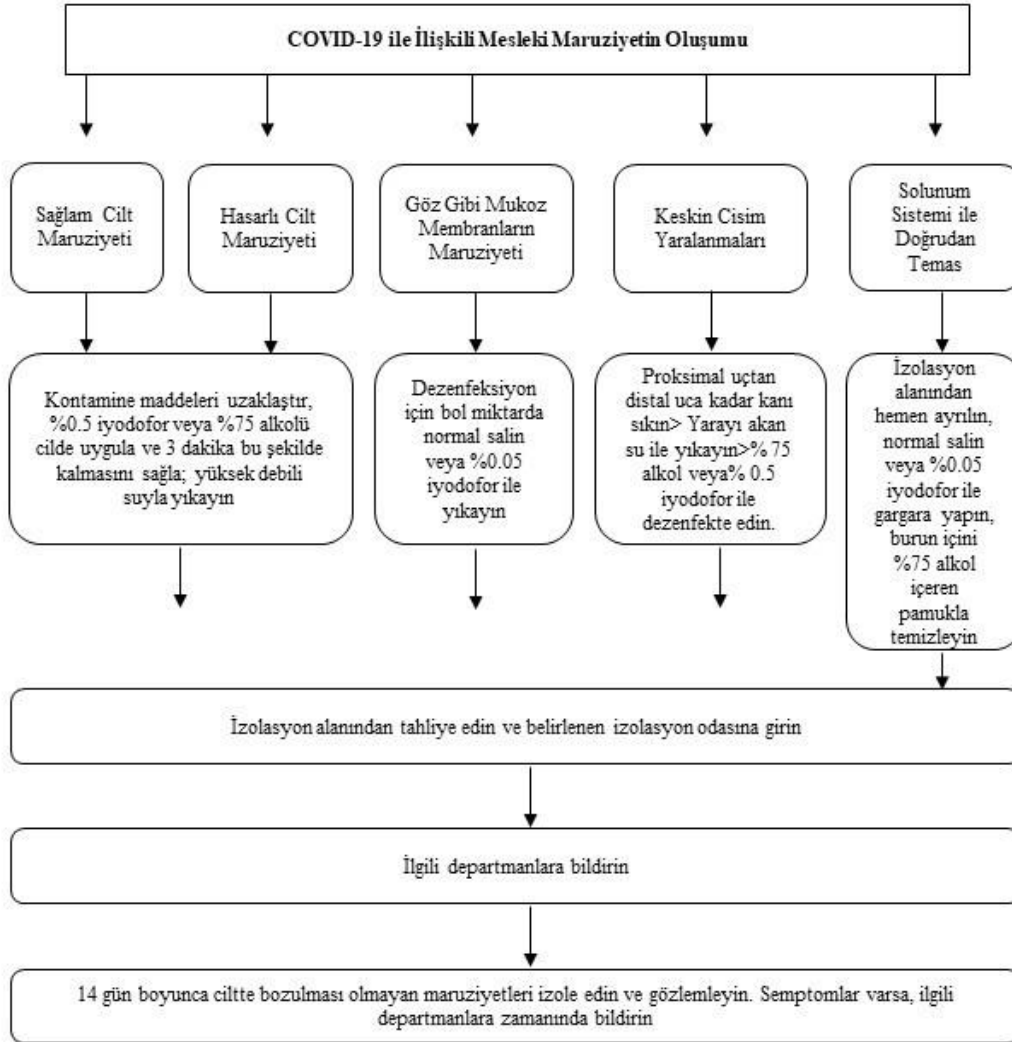 COVID-19 ile İlişkili Mesleki Maruziyetin Oluşumu
Sağlam Cilt
Maruziyeti
Hasarlı Cilt
Maruziyeti
Göz Gibi Mukoz
Membranların
Maruziyeti
Keskin Cisim
Yaralanmaları
Solunum
Sistemi ile
Doğrudan
Temas
Kontamine maddeleri uzaklaştır,
%0.5 iyodofor veya %75 alkolü
cilde uygula ve 3 dakika bu şekilde
kalmasını sağla; yüksek debili
suyla yıkayın
Dezenfeksiyon
için bol miktarda
normal salin
veya %0.05
iyodofor ile
yıkayın
Proksimal uçtan
distal uca kadar kanı
sıkın> Yarayı akan
su ile yıkayın>% 75
alkol veya% 0.5
iyodofor ile
dezenfekte edin.
İzolasyon
alanından
hemen ayrılın,
normal salin
veya %0.05
iyodofor ile
gargara yapın,
burun içini
%75 alkol
içeren
pamukla
temizleyin
İzolasyon alanından tahliye edin ve belirlenen izolasyon odasına girin
İlgili departmanlara bildirin
14 gün boyunca ciltte bozulması olmayan maruziyetleri izole edin ve gözlemleyin. Semptomlar varsa, ilgili
departmanlara zamanında bildirin